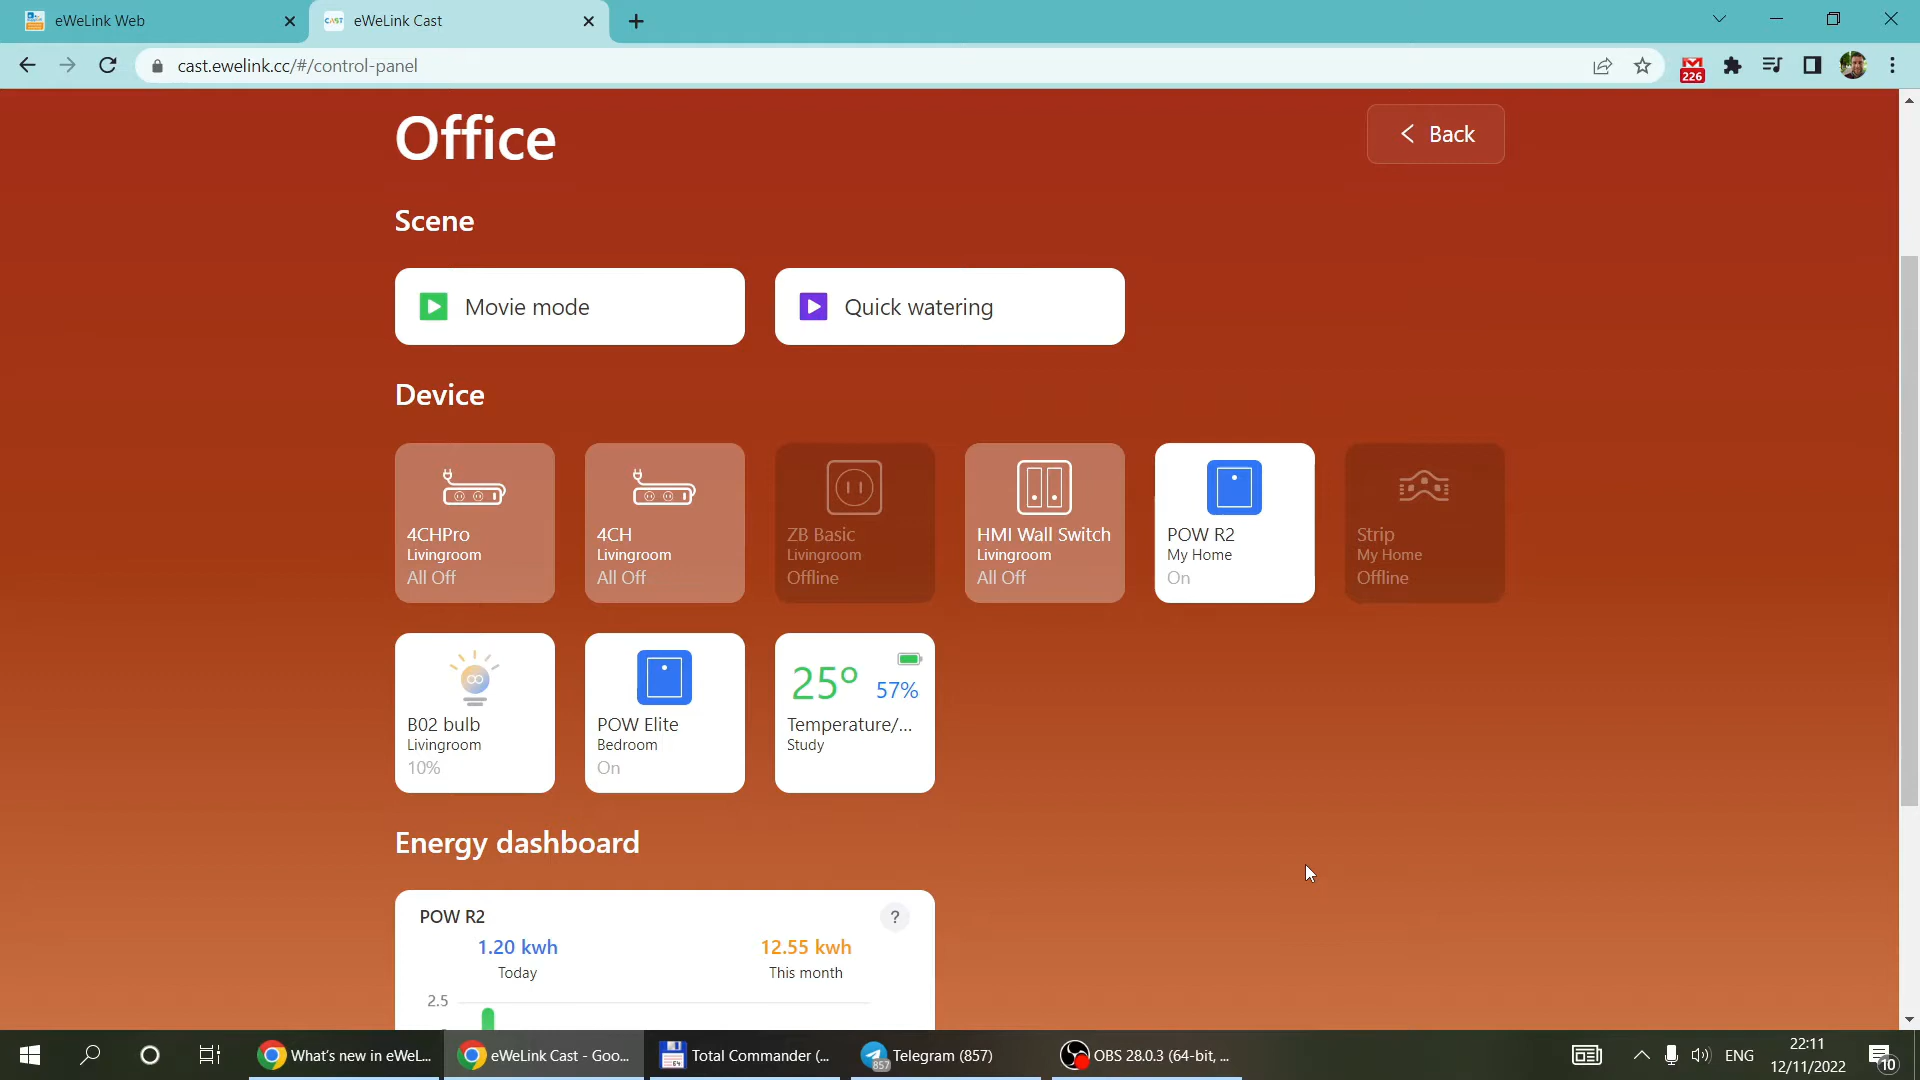 eWeLink Web
CAST
eWeLink Cast
cast.ewelink.cc/#/control-panel
226
Office
Back
Scene
Movie mode
Quick watering
Device
4CHPro
Livingroom
All Off
4CH
Livingroom
All Off
ZB Basic
Livingroom
Offline
HMI Wall Switch
Livingroom
All Off
POW R2
My Home
On
Strip
My Home
Offline
B02 bulb
Livingroom
10%
POW Elite
Bedroom
On
25°
57%
Temperature/...
Study
Energy dashboard
POW R2
?
1.20 kwh
Today
12.55 kwh
This month
2.5
What's new in eWeL...
eWeLink Cast - Goo...
64
Total Commander (...
857
Telegram (857)
OBS 28.0.3 (64-bit, ...
ENG
22:11
12/11/2022
10